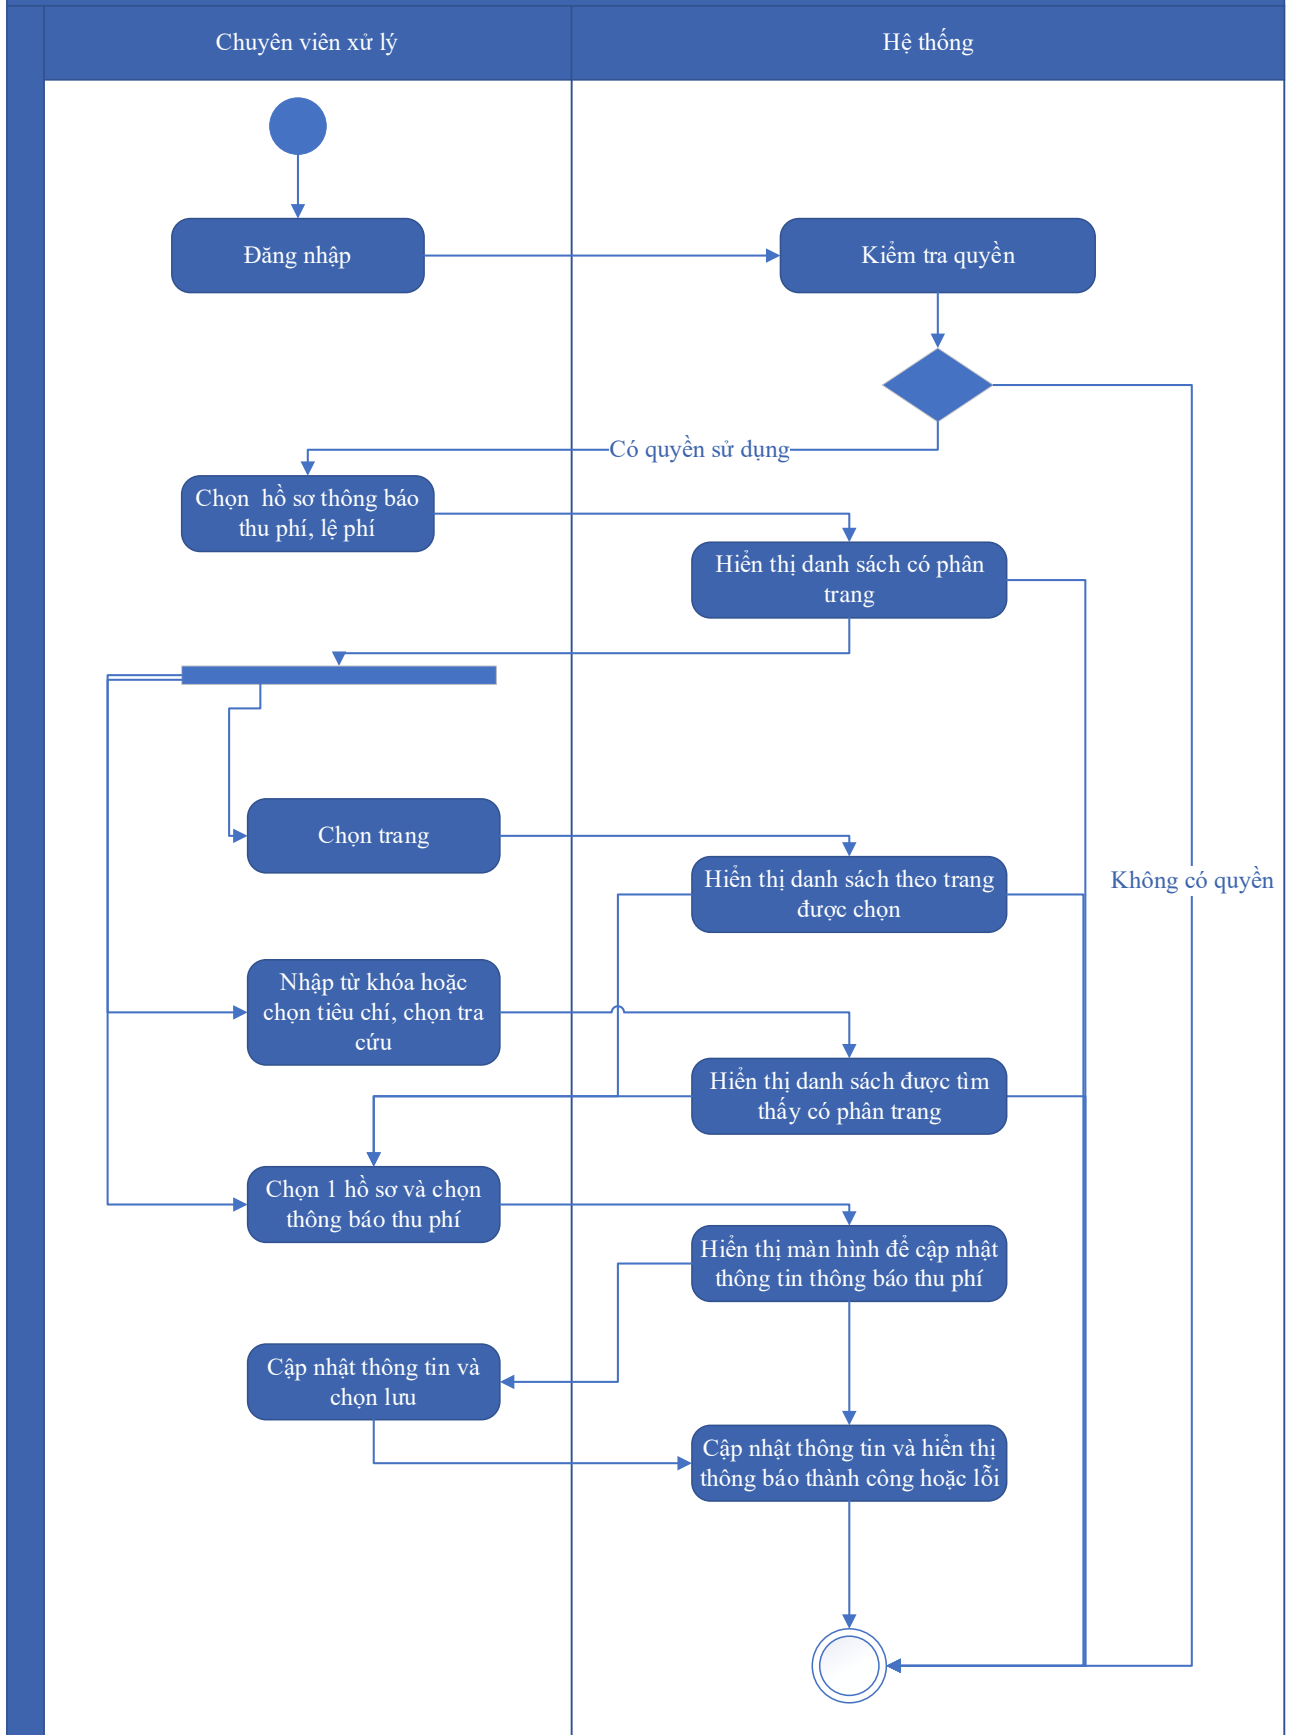 Chuyên viên xử lý
Hệ thống
Đăng nhập
Kiểm tra quyền
Có quyền sử dụng
Chọn  hồ sơ thông báo
thu phí, lệ phí
Hiển thị danh sách có phân
trang
Chọn trang
Hiển thị danh sách theo trang
được chọn
Không có quyền
Nhập từ khóa hoặc
chọn tiêu chí, chọn tra
cứu
Hiển thị danh sách được tìm
thấy có phân trang
Chọn 1 hồ sơ và chọn
thông báo thu phí
Hiển thị màn hình để cập nhật
thông tin thông báo thu phí
Cập nhật thông tin và
chọn lưu
Cập nhật thông tin và hiển thị
thông báo thành công hoặc lỗi